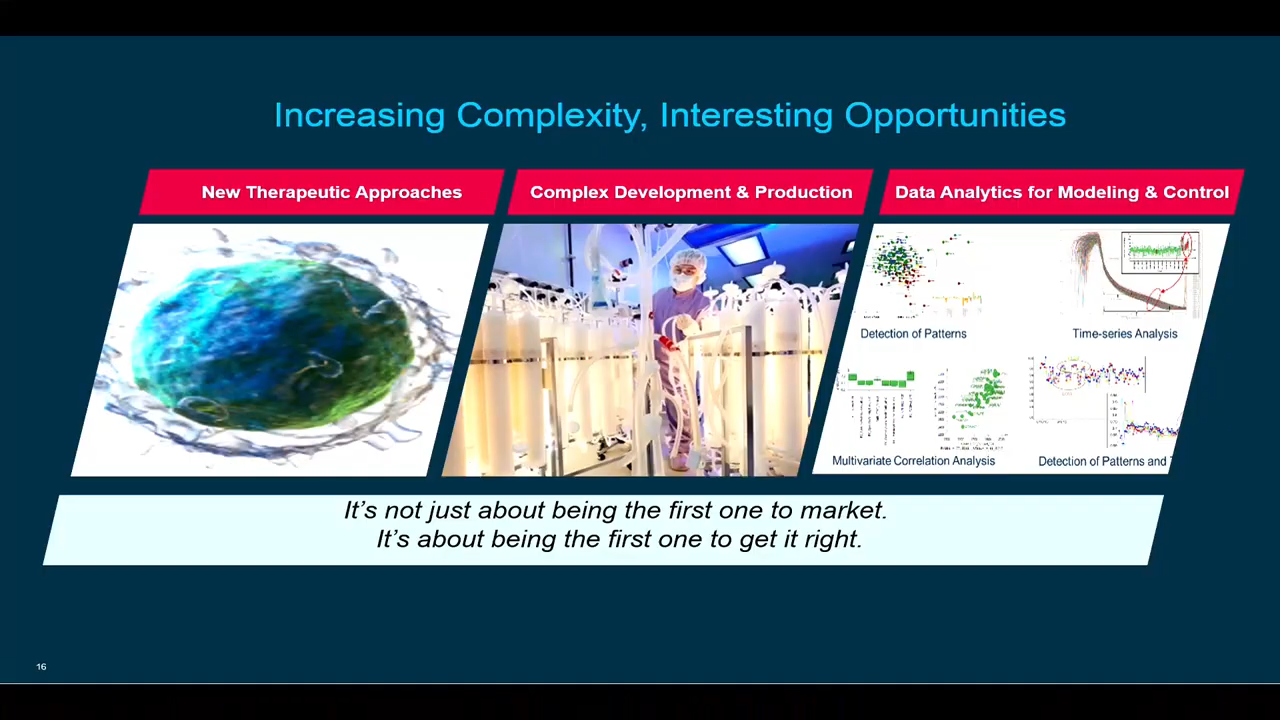 Increasing Complexity, Interesting Opportunities
New Therapeutic Approaches
Complex Development & Production
Data Analytics for Modeling & Control
Detection of Patterns
Time-series Analysis
Multivariate Correlation Analysis
Detection of Patterns and
It’s not just about being the first one to market.
It’s about being the first one to get it right.
16